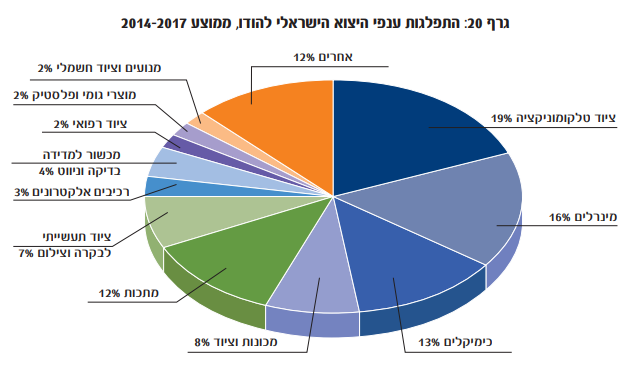 גרף 20: התפלגות ענפי היצוא הישראלי להודו, ממוצע 2014-2017
אחרים 12%
מנועים וציוד חשמלי 2%
מוצרי גומי ופלסטיק 2%
ציוד רפואי 2%
מכשור למדידה
בדיקה וניווט 4%
רכיבים אלקטרונים 3%
ציוד תעשייתי
לבקרה וצילום 7%
מתכות 12%
מכונות וציוד 8%
כימיקלים 13%
מינרלים 16%
ציוד טלקומוניקציה 19%